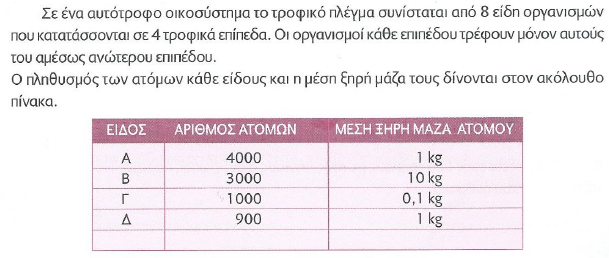 Σε ένα αυτότροφο οικοσύστημα το τροφικό πλέγμα συνίσταται από 8 είδη οργανισμών
που κατατάσσονται σε 4 τροφικά επίπεδα. Οι οργανισμοί κάθε επιπέδου τρέφουν μόνον αυτούς
του αμέσως ανώτερου επιπέδου.
Ο πληθυσμός των ατόμων κάθε είδους και η μέση ξηρή μάζα τους δίνονται στον ακόλουθο
πίνακα.
ΕΙΔΟΣ ΑΡΙΘΜΟΣ ΑΤΟΜΩΝ ΜΕΣΗ ΞΗΡΗ ΜΑΖΑ ΑΤΟΜΟΥ
Α 4000 1 kg
Β 3000 10 kg
Γ 1000 0,1 kg
Δ 900 1 kg